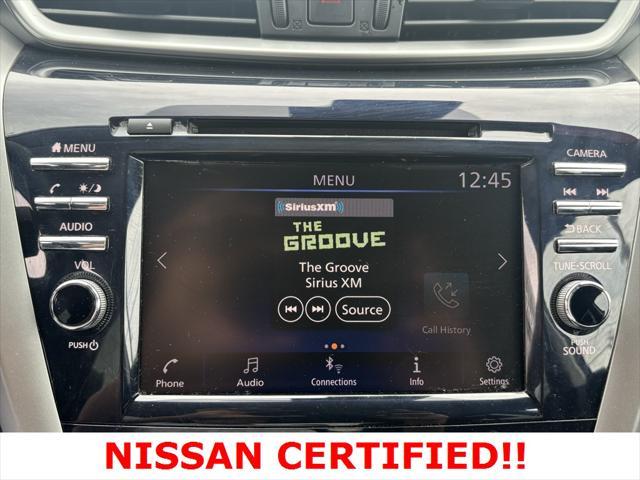 MENU
CAMERA
AUDIO
BACK
VOL
TUNE·SCROLL
PUSH
PUSH
SOUND
MENU
12:45
SiriusXM
THE
GROOVE
The Groove
Sirius XM
Source
Call History
Phone
Audio
Connections
Info
Settings
NISSAN CERTIFIED!!